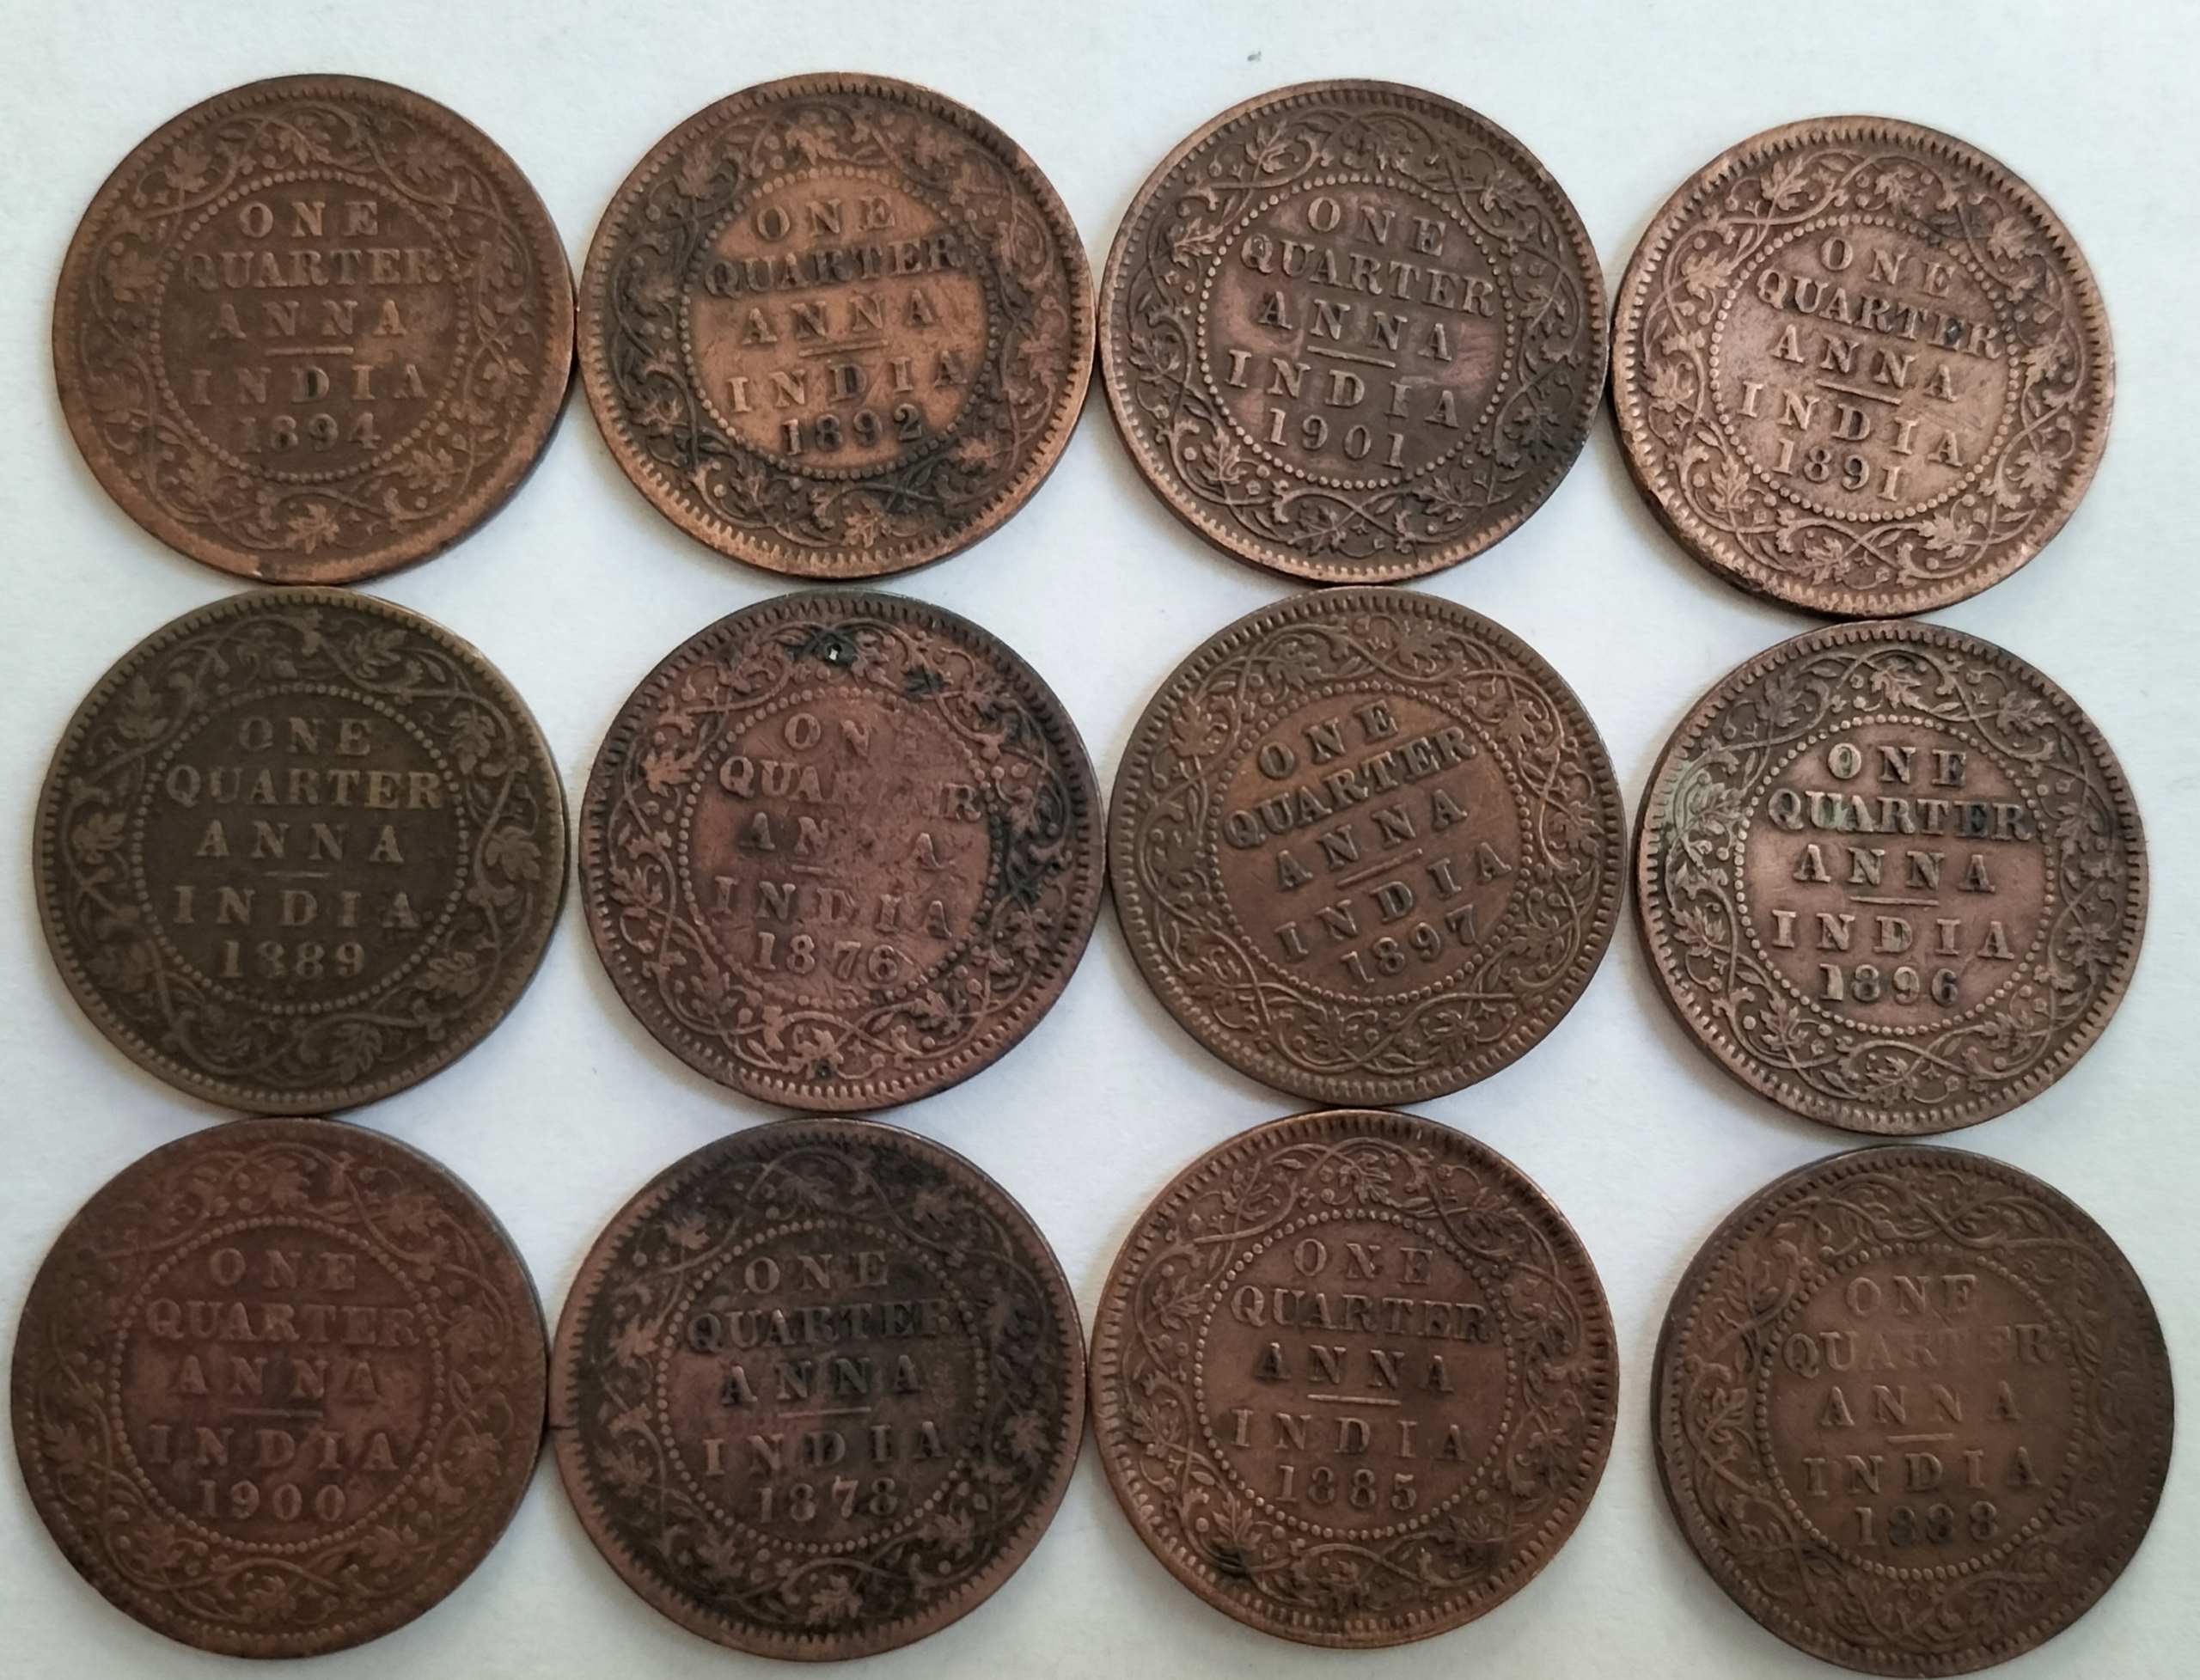 ONE
QUARTER
ANNA
INDIA
1894
ONE
QUARTER
ANNA
INDIA
1892
ONE
QUARTER
ANNA
INDIA
1901
ONE
QUARTER
ANNA
INDIA
1891
ONE
QUARTER
ANNA
INDIA
1889
ONE
QUARTER
ANNA
INDIA
1876
ONE
QUARTER
ANNA
INDIA
1897
ONE
QUARTER
ANNA
INDIA
1896
ONE
QUARTER
ANNA
INDIA
1900
ONE
QUARTER
ANNA
INDIA
1878
ONE
QUARTER
ANNA
INDIA
1885
ONE
QUARTER
ANNA
INDIA
1888